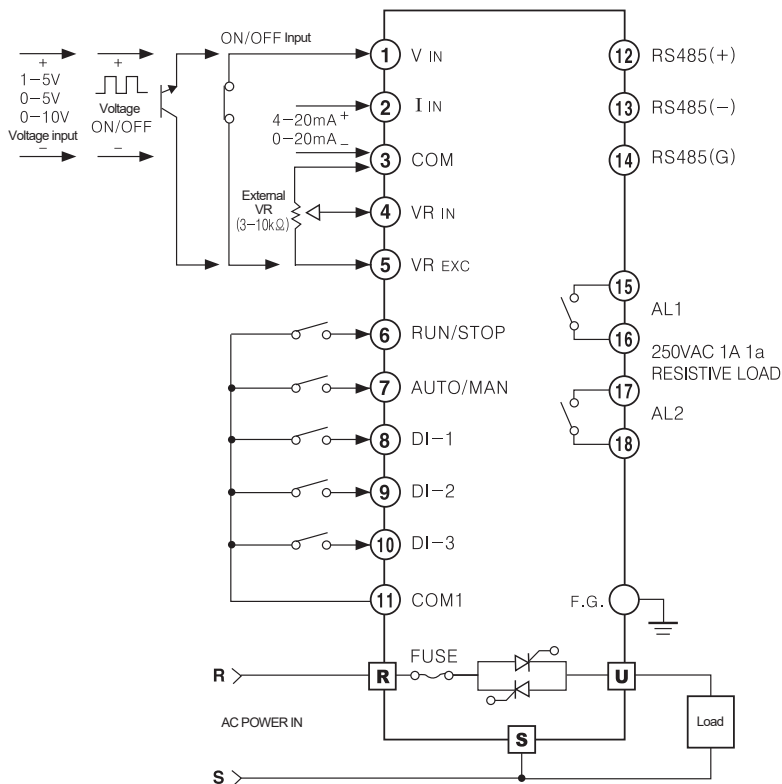 ON/OFF Input
+
1-5V
0-5V
0-10V
Voltage input
-
+
Voltage
ON/OFF
-
4-20mA +
0-20mA -
External
VR
(3-10kΩ)
1 V IN
2 I IN
3 COM
4 VR IN
5 VR EXC
6 RUN/STOP
7 AUTO/MAN
8 DI-1
9 DI-2
10 DI-3
11 COM1
12 RS485(+)
13 RS485(-)
14 RS485(G)
15
AL1
16
250VAC 1A 1a
RESISTIVE LOAD
17
AL2
18
F.G.
R
R
FUSE
U
AC POWER IN
Load
S
S